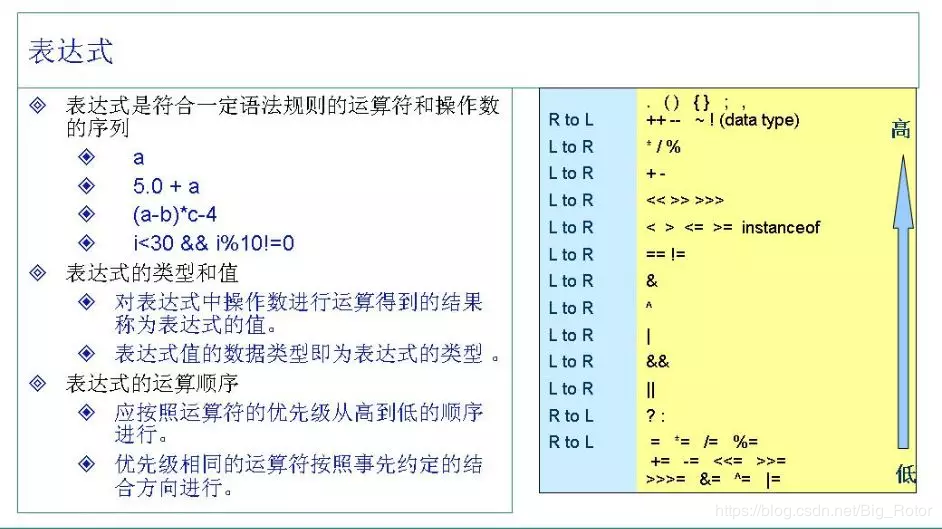 表达式
表达式是符合一定语法规则的运算符和操作数
的序列
a
5.0 + a
(a-b)*c-4
i<30 && i%10!=0
表达式的类型和值
对表达式中操作数进行运算得到的结果
称为表达式的值。
表达式值的数据类型即为表达式的类型 。
表达式的运算顺序
应按照运算符的优先级从高到低的顺序
进行。
优先级相同的运算符按照事先约定的结
合方向进行。
. () {} ; ,
R to L ++ -- ~ ! (data type)
L to R * / %
L to R + -
L to R << >> >>>
L to R < > <= >= instanceof
L to R == !=
L to R &
L to R ^
L to R |
L to R &&
L to R ||
R to L ? :
R to L = *= /= %=
+= -= <<= >>=
>>>= &= ^= |=
高
低
https://blog.csdn.net/Big_Rotor